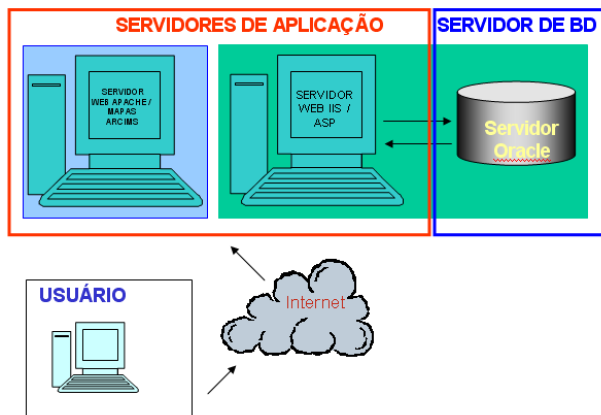 SERVIDORES DE APLICAÇÃO
SERVIDOR DE BD
SERVIDOR
WEB APACHE /
MAPAS
ARCIMS
SERVIDOR
WEB IIS /
ASP
Servidor
Oracle
USUÁRIO
Internet